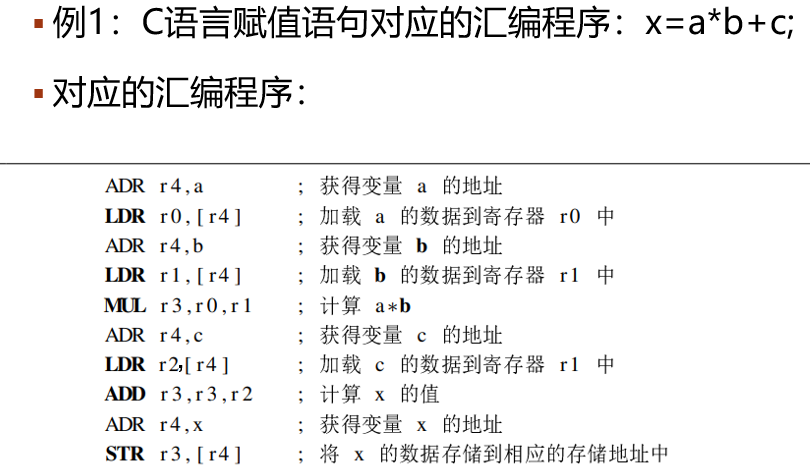 ▪ 例1：C语言赋值语句对应的汇编程序：x=a*b+c;
▪ 对应的汇编程序：
ADR r4,a ; 获得变量 a 的地址
LDR r0,[r4] ; 加载 a 的数据到寄存器 r0 中
ADR r4,b ; 获得变量 b 的地址
LDR r1,[r4] ; 加载 b 的数据到寄存器 r1 中
MUL r3,r0,r1 ; 计算 a*b
ADR r4,c ; 获得变量 c 的地址
LDR r2,[r4] ; 加载 c 的数据到寄存器 r1 中
ADD r3,r3,r2 ; 计算 x 的值
ADR r4,x ; 获得变量 x 的地址
STR r3,[r4] ; 将 x 的数据存储到相应的存储地址中